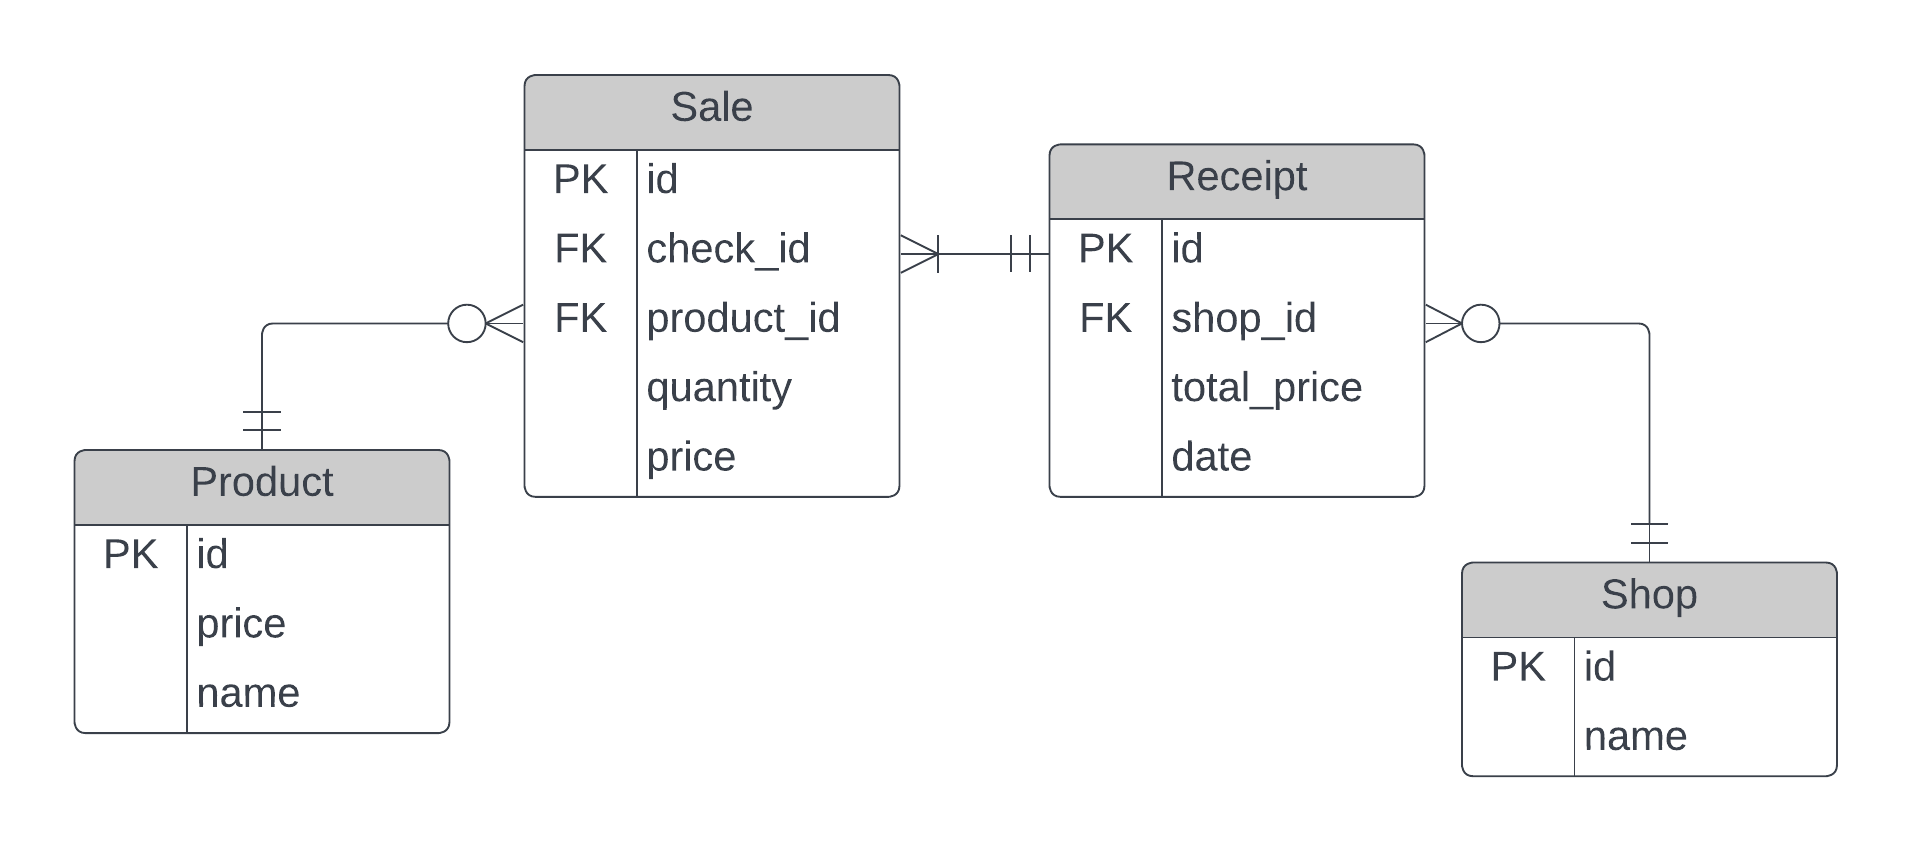 Sale
PK id
FK check_id
FK product_id
quantity
price
Receipt
PK id
FK shop_id
total_price
date
Product
PK id
price
name
Shop
PK id
name